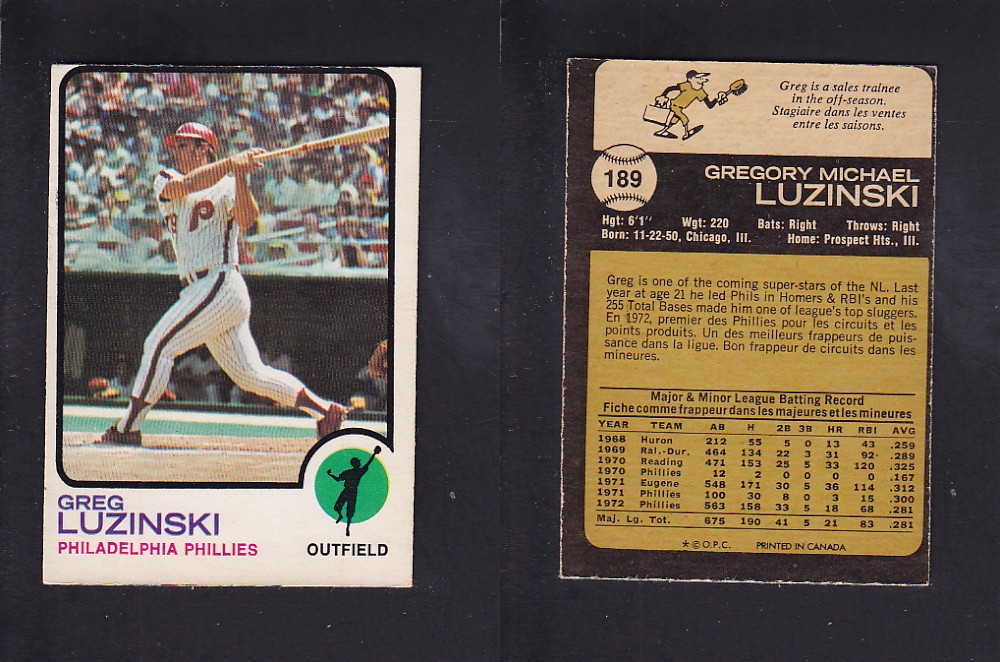 P
GREG
LUZINSKI
PHILADELPHIA PHILLIES
OUTFIELD
Greg is a sales trainee
in the off-season.
Stagiaire dans les ventes
entre les saisons.
189
GREGORY MICHAEL
LUZINSKI
Hgt: 6'1" Wgt: 220 Bats: Right Throws: Right
Born: 11-22-50, Chicago, Ill. Home: Prospect Hts., Ill.
Greg is one of the coming super-stars of the NL. Last
year at age 21 he led Phils in Homers & RBI's and his
255 Total Bases made him one of league's top sluggers.
En 1972, premier des Phillies pour les circuits et les
points produits. Un des meilleurs frappeurs de puis-
sance dans la ligue. Bon frappeur de circuits dans les
mineures.
Major & Minor League Batting Record
Fiche comme frappeur dans les majeures et les mineures
YEAR TEAM AB H 2B 3B HR RBI AVG
1968 Huron 212 55 5 0 13 43 .259
1969 Ral.-Dur. 464 134 22 3 31 92 .289
1970 Reading 471 153 25 5 33 120 .325
1970 Phillies 12 2 0 0 0 0 .167
1971 Eugene 548 171 30 5 36 114 .312
1971 Phillies 100 30 8 0 3 15 .300
1972 Phillies 563 158 33 5 18 68 .281
Maj. Lg. Tot. 675 190 41 5 21 83 .281
★ © O.P.C. PRINTED IN CANADA